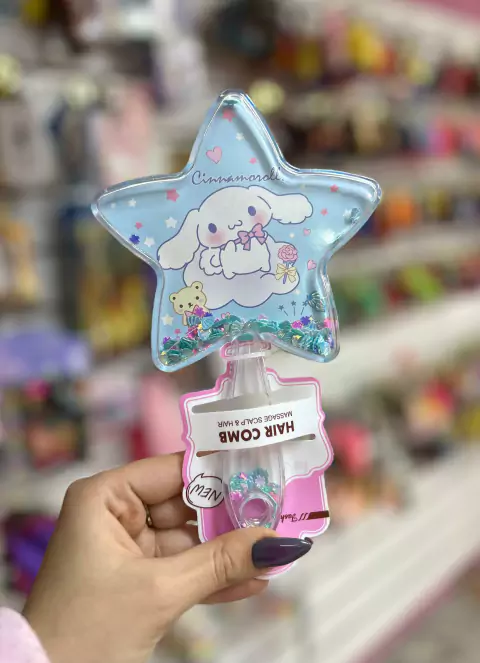 Cinnamoroll
HAIR COMB
MASSAGE SCALP & HAIR
NEW